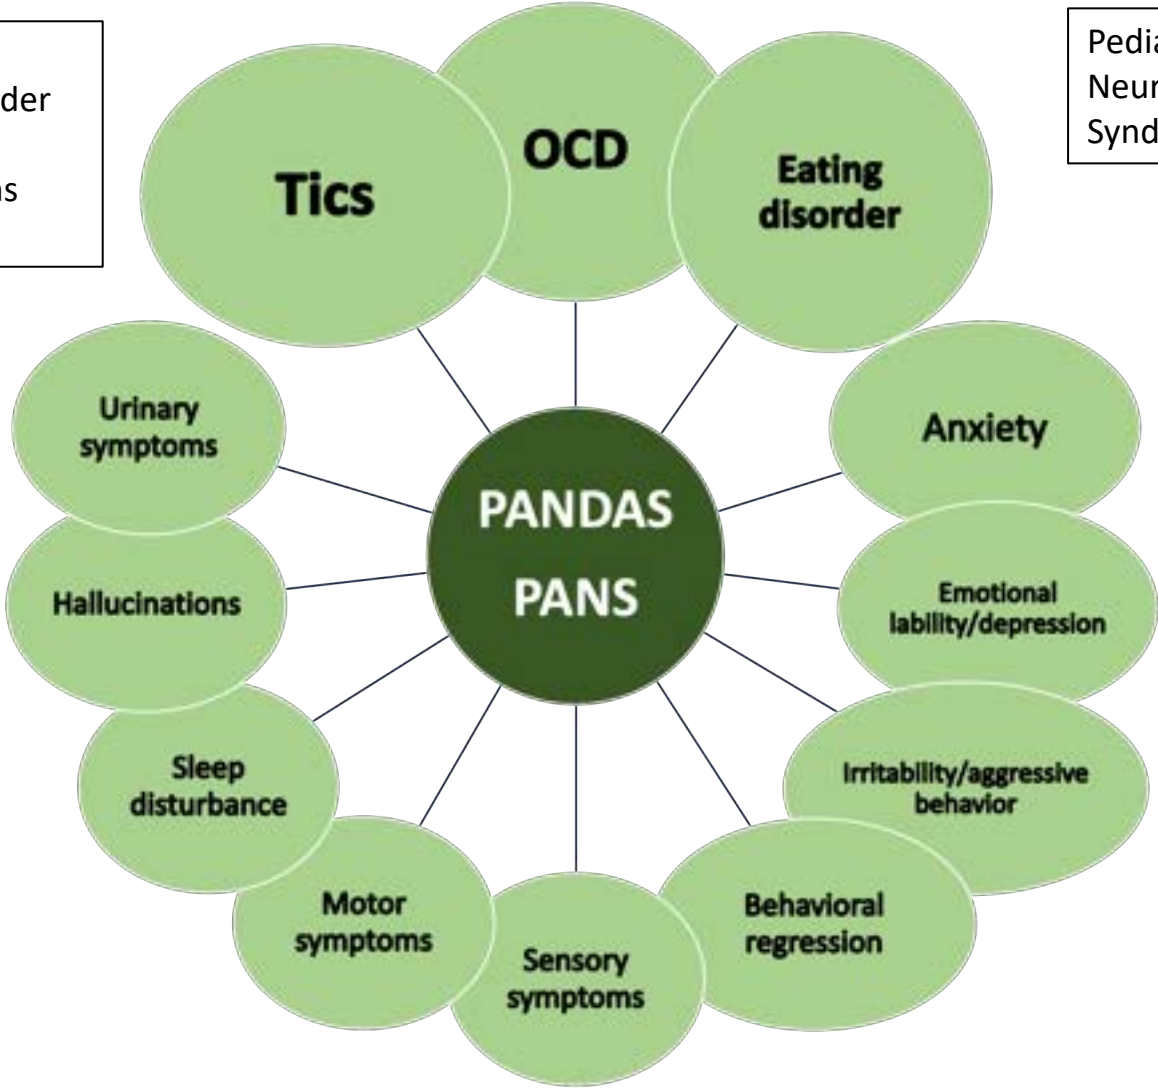 der
ns
Pedia
Neur
Synd
Tics
OCD
Eating
disorder
Urinary
symptoms
Anxiety
PANDAS
PANS
Hallucinations
Emotional
lability/depression
Sleep
disturbance
Irritability/aggressive
behavior
Motor
symptoms
Behavioral
regression
Sensory
symptoms